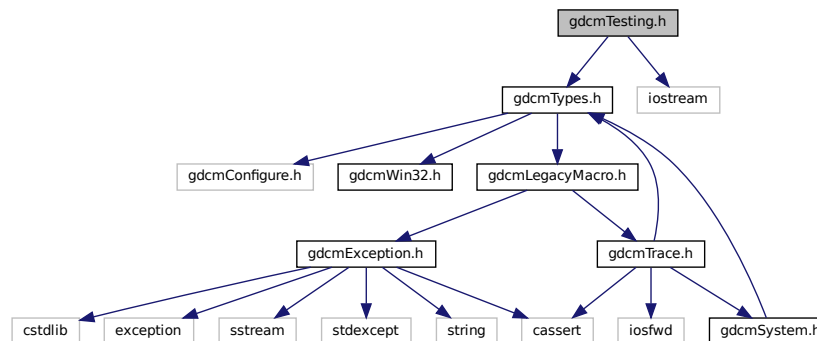 gdcmTesting.h
gdcmTypes.h
iostream
gdcmConfigure.h
gdcmWin32.h
gdcmLegacyMacro.h
gdcmException.h
gdcmTrace.h
cstdlib
exception
sstream
stdexcept
string
cassert
iosfwd
gdcmSystem.h